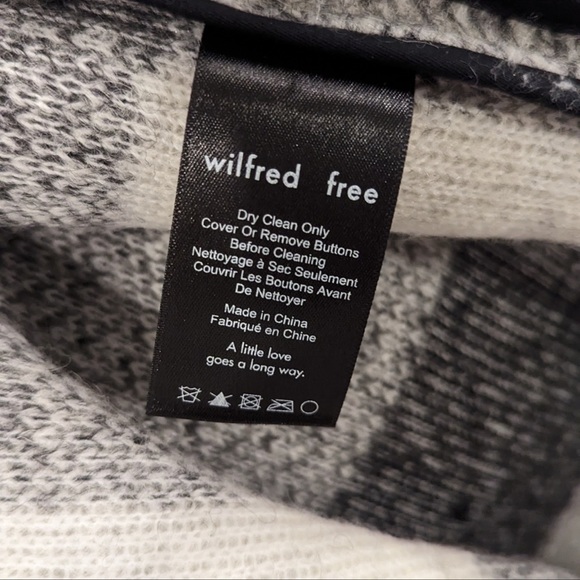 wilfred free
Dry Clean Only
Cover Or Remove Buttons
Before Cleaning
Nettoyage à Sec Seulement
Couvrir Les Boutons Avant
De Nettoyer
Made in China
Fabriqué en Chine
A little love
goes a long way.